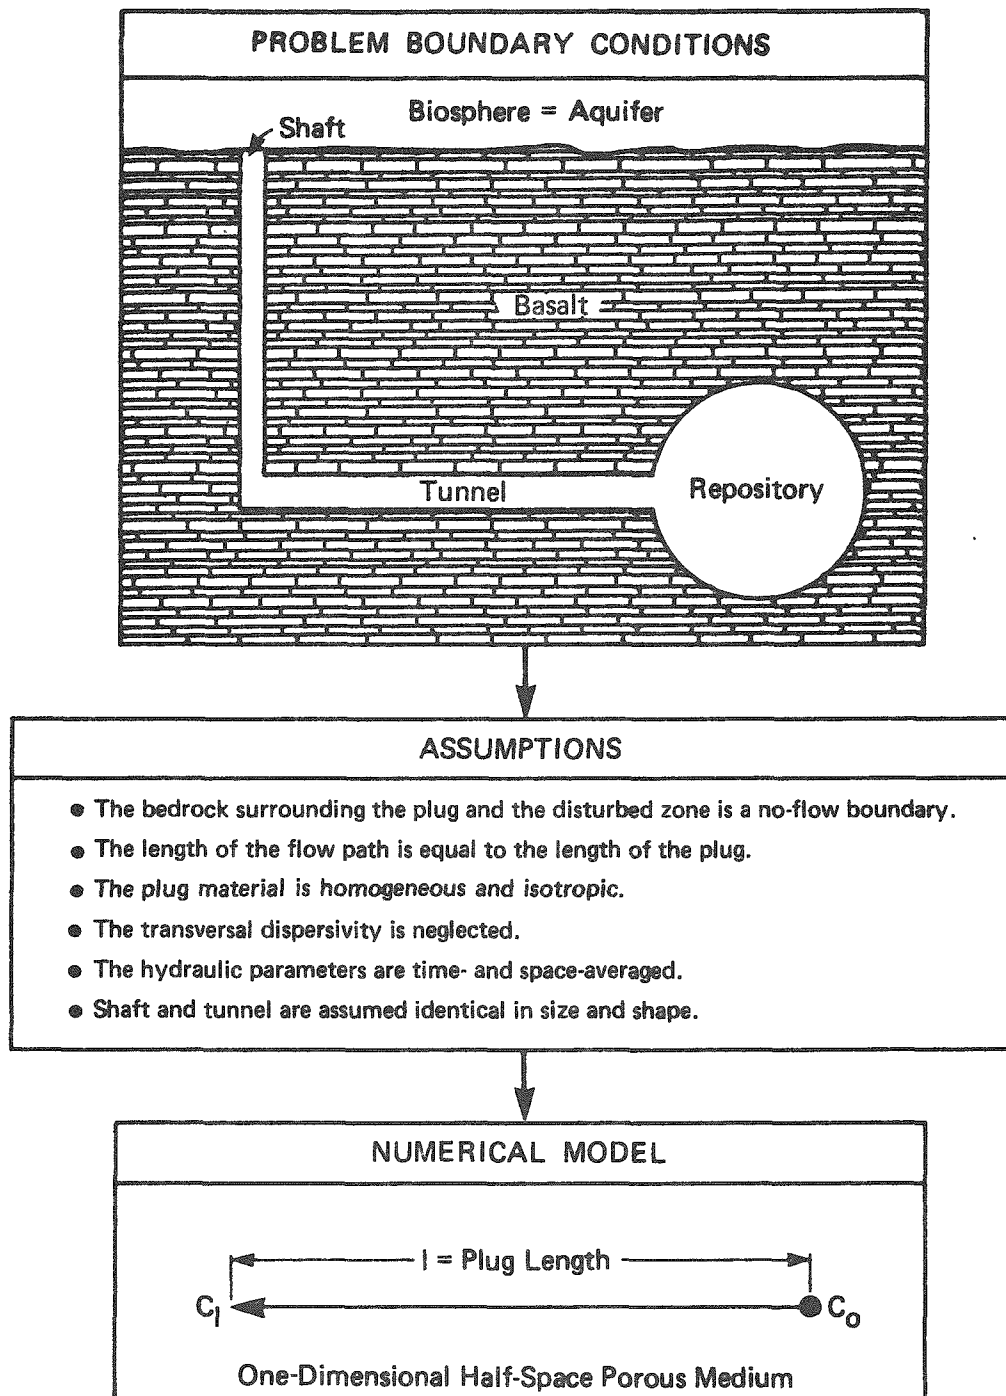 PROBLEM BOUNDARY CONDITIONS
Biosphere = Aquifer
Shaft
Basalt
Tunnel
Repository
ASSUMPTIONS
● The bedrock surrounding the plug and the disturbed zone is a no-flow boundary.
● The length of the flow path is equal to the length of the plug.
● The plug material is homogeneous and isotropic.
● The transversal dispersivity is neglected.
● The hydraulic parameters are time- and space-averaged.
● Shaft and tunnel are assumed identical in size and shape.
NUMERICAL MODEL
l = Plug Length
C_l
C_o
One-Dimensional Half-Space Porous Medium